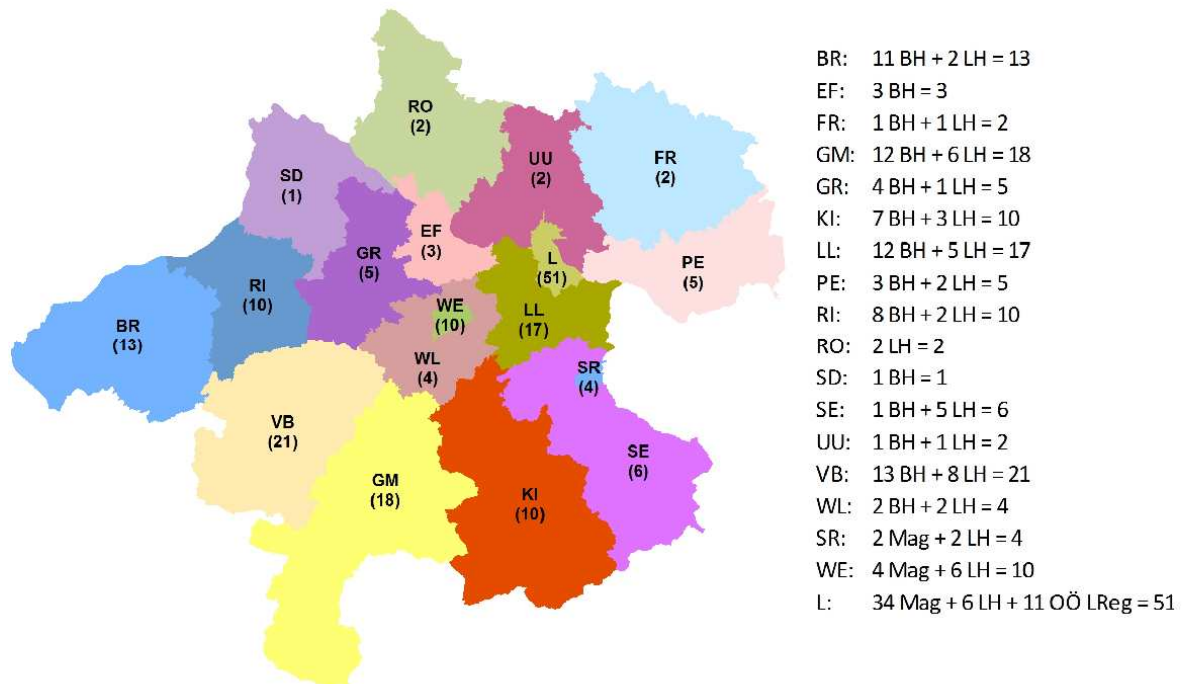 RO
(2)
SD
(1)
UU
(2)
FR
(2)
EF
(3)
GR
(5)
L
(51)
PE
(5)
RI
(10)
WE
(10)
LL
(17)
BR
(13)
WL
(4)
SR
(4)
VB
(21)
SE
(6)
GM
(18)
KI
(10)
BR: 11 BH + 2 LH = 13
EF: 3 BH = 3
FR: 1 BH + 1 LH = 2
GM: 12 BH + 6 LH = 18
GR: 4 BH + 1 LH = 5
KI: 7 BH + 3 LH = 10
LL: 12 BH + 5 LH = 17
PE: 3 BH + 2 LH = 5
RI: 8 BH + 2 LH = 10
RO: 2 LH = 2
SD: 1 BH = 1
SE: 1 BH + 5 LH = 6
UU: 1 BH + 1 LH = 2
VB: 13 BH + 8 LH = 21
WL: 2 BH + 2 LH = 4
SR: 2 Mag + 2 LH = 4
WE: 4 Mag + 6 LH = 10
L: 34 Mag + 6 LH + 11 OÖ LReg = 51